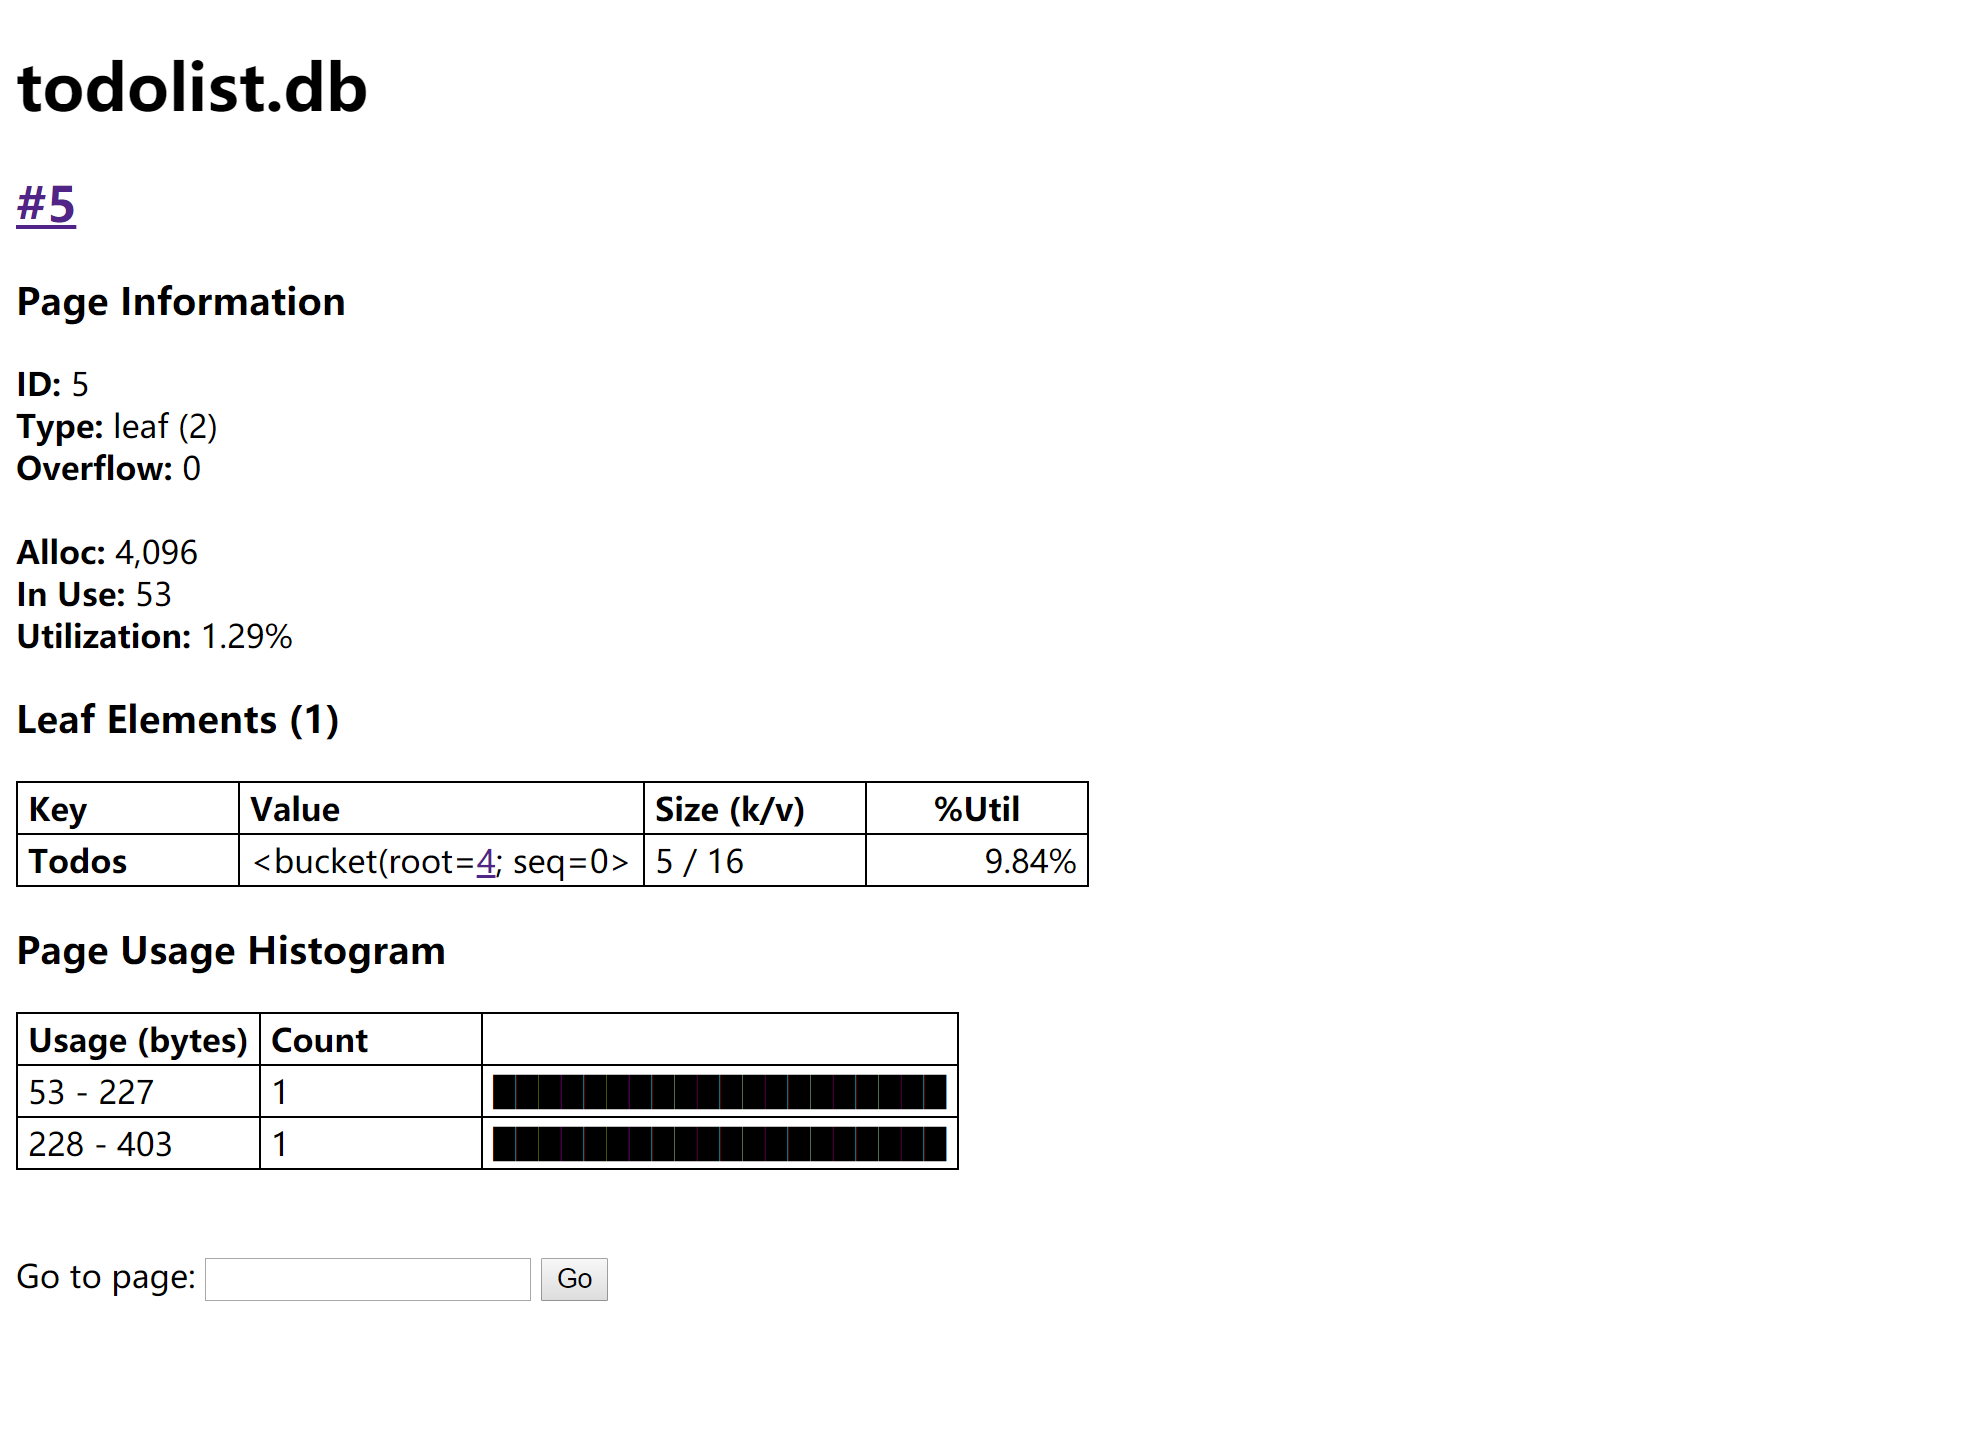 todolist.db
#5
Page Information
ID: 5
Type: leaf (2)
Overflow: 0
Alloc: 4,096
In Use: 53
Utilization: 1.29%
Leaf Elements (1)
Key Value Size (k/v) %Util
Todos <bucket(root=4; seq=0> 5 / 16 9.84%
Page Usage Histogram
Usage (bytes) Count
53 - 227 1
228 - 403 1
Go to page: Go